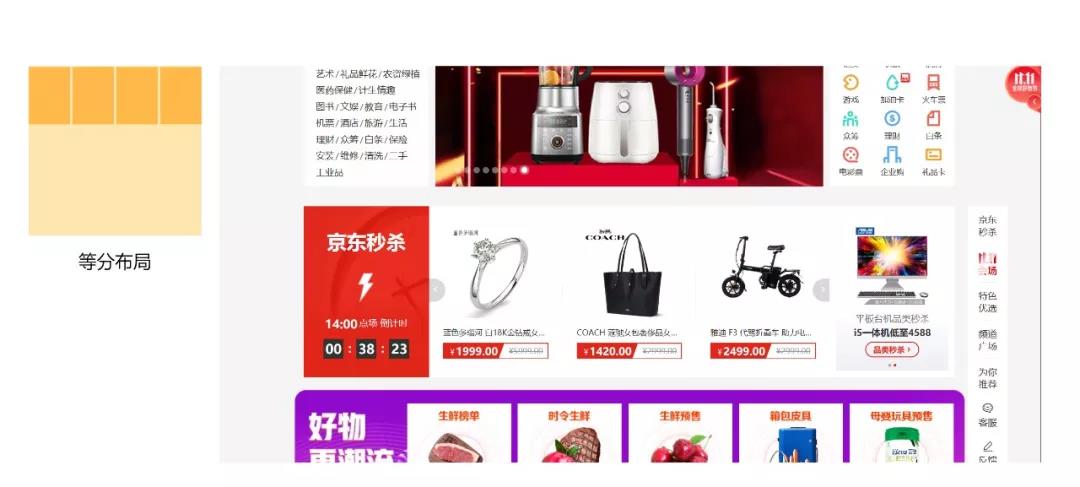 等分布局
艺术/礼品鲜花/农资绿植
医药保健/计生情趣
图书/文娱/教育/电子书
机票/酒店/旅游/生活
理财/众筹/白条/保险
安装/维修/清洗/二手
工业品
游戏
加油卡
火车票
众筹
理财
白条
电影票
企业购
礼品卡
11.11
京东秒杀
14:00点场 倒计时
00 : 38 : 23
蓝色多瑙河 白18K金钻戒女...
¥1999.00 ¥5999.00
COACH
COACH 蔻驰女包奢侈品女...
¥1420.00 ¥2999.00
雅迪 F3 代驾折叠车 助力电...
¥2499.00 ¥2999.00
ASUS
平板台机品类秒杀
i5一体机低至4588
品类秒杀 >
京东
秒杀
11.11
会场
特色
优选
频道
广场
为你
推荐
客服
反馈
好物
更潮流
生鲜榜单
时令生鲜
生鲜预售
箱包皮具
母婴玩具预售